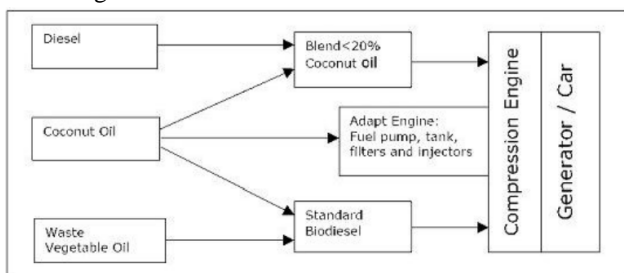 Diesel
Blend<20%
Coconut oil
Coconut Oil
Adapt Engine:
Fuel pump, tank,
filters and injectors
Waste
Vegetable Oil
Standard
Biodiesel
Compression Engine
Generator / Car